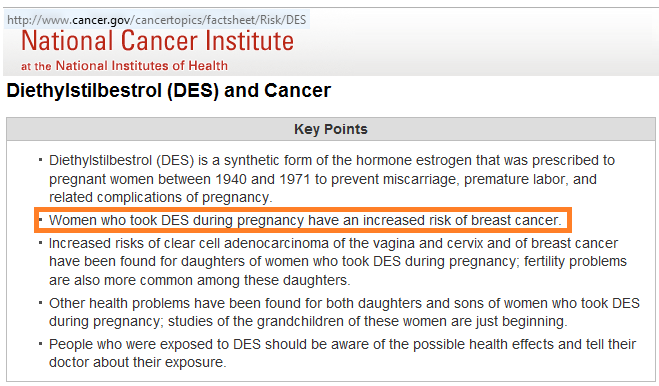 http://www.cancer.gov/cancertopics/factsheet/Risk/DES
National Cancer Institute
at the National Institutes of Health
Diethylstilbestrol (DES) and Cancer
Key Points
▪ Diethylstilbestrol (DES) is a synthetic form of the hormone estrogen that was prescribed to
pregnant women between 1940 and 1971 to prevent miscarriage, premature labor, and
related complications of pregnancy.
▪ Women who took DES during pregnancy have an increased risk of breast cancer.
▪ Increased risks of clear cell adenocarcinoma of the vagina and cervix and of breast cancer
have been found for daughters of women who took DES during pregnancy; fertility problems
are also more common among these daughters.
▪ Other health problems have been found for both daughters and sons of women who took DES
during pregnancy; studies of the grandchildren of these women are just beginning.
▪ People who were exposed to DES should be aware of the possible health effects and tell their
doctor about their exposure.